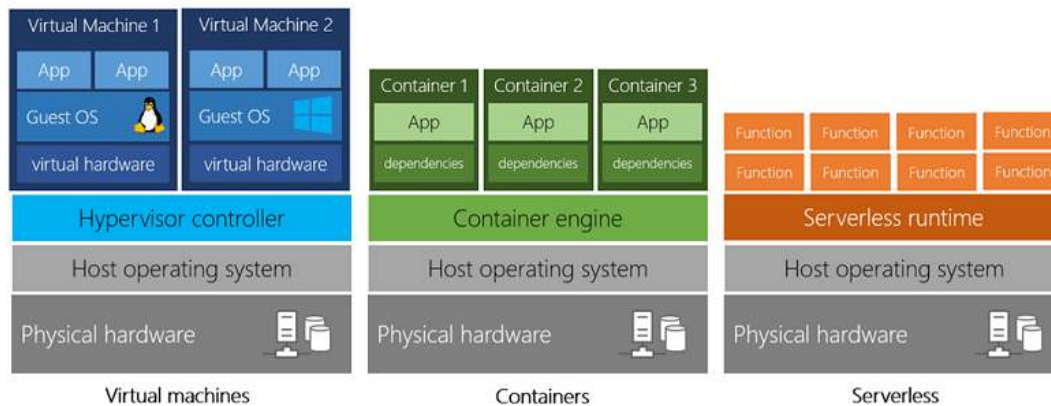 Virtual Machine 1
App App
Guest OS
virtual hardware
Virtual Machine 2
App App
Guest OS
virtual hardware
Hypervisor controller
Host operating system
Physical hardware
Virtual machines
Container 1
App
dependencies
Container 2
App
dependencies
Container 3
App
dependencies
Container engine
Host operating system
Physical hardware
Containers
Function Function Function Function
Function Function Function Function
Serverless runtime
Host operating system
Physical hardware
Serverless